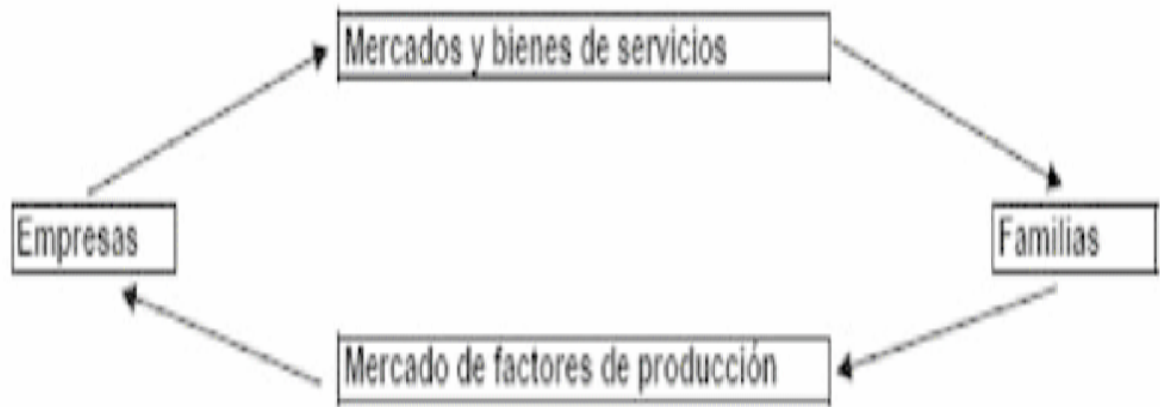 Mercados y bienes de servicios
Empresas
Familias
Mercado de factores de producción